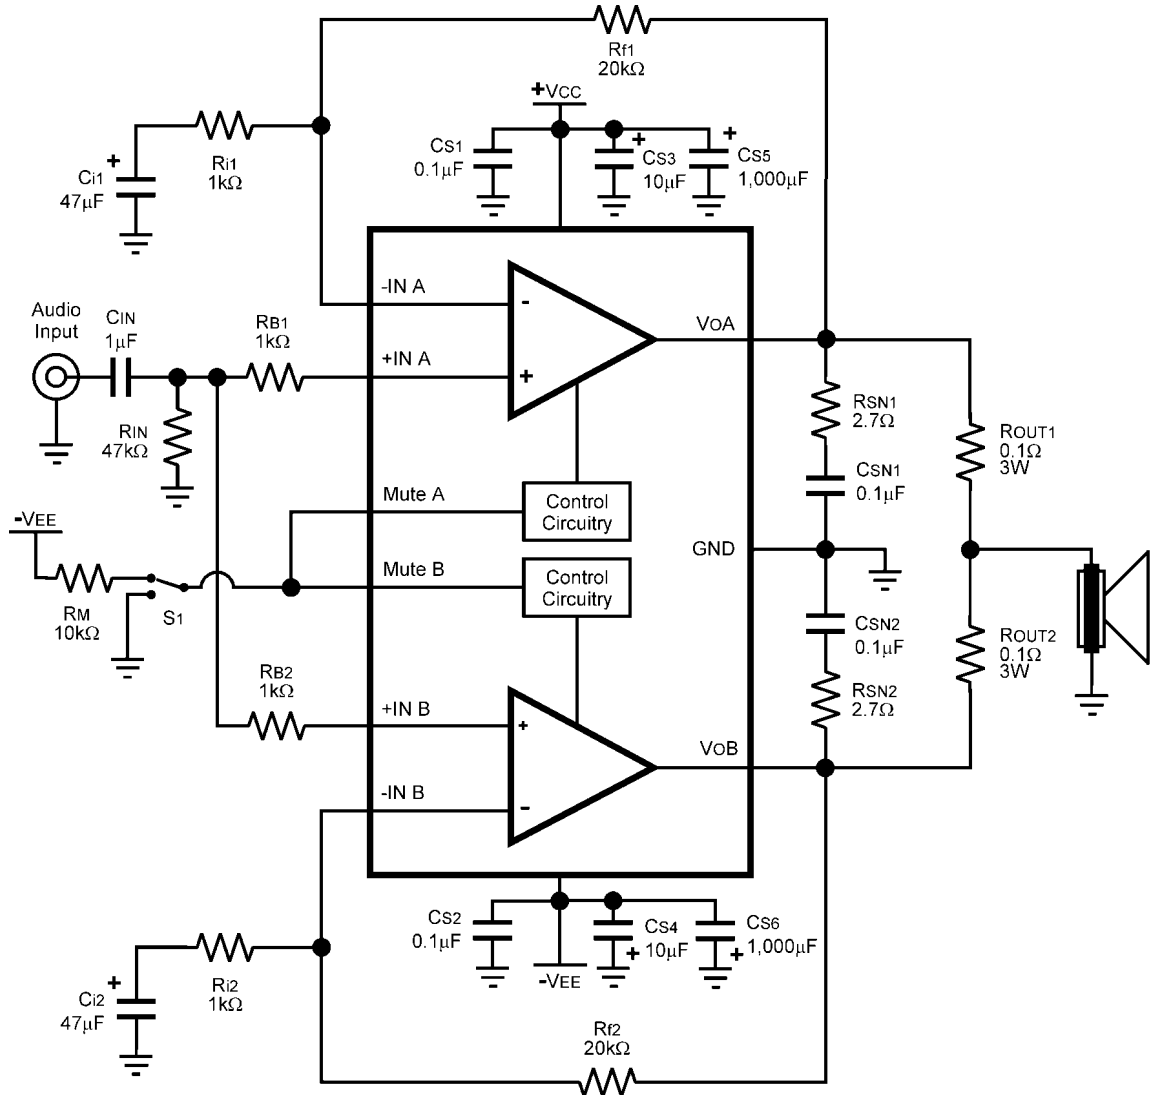 Rf1
20kΩ
+VCC
CS1
0.1µF
+
CS3
10µF
+
CS5
1,000µF
Ri1
1kΩ
+
Ci1
47µF
-IN A
-
Audio
Input
CIN
1µF
RB1
1kΩ
+IN A
+
VOA
RIN
47kΩ
RSN1
2.7Ω
ROUT1
0.1Ω
3W
CSN1
0.1µF
Mute A
Control
Circuitry
-VEE
GND
Mute B
Control
Circuitry
RM
10kΩ
S1
CSN2
0.1µF
ROUT2
0.1Ω
3W
RB2
1kΩ
RSN2
2.7Ω
+IN B
+
VOB
-IN B
-
CS2
0.1µF
CS4
10µF
+
CS6
1,000µF
+
-VEE
Ri2
1kΩ
+
Ci2
47µF
Rf2
20kΩ